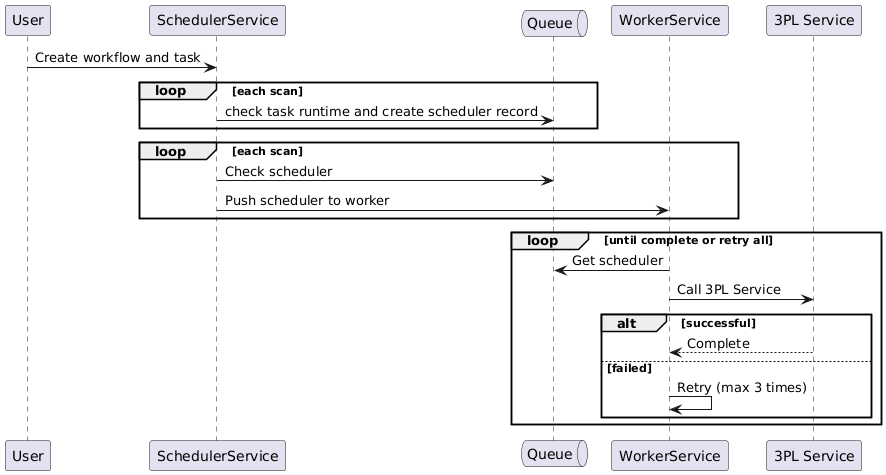 User SchedulerService Queue WorkerService 3PL Service
Create workflow and task
loop [each scan]
check task runtime and create scheduler record
loop [each scan]
Check scheduler
Push scheduler to worker
loop [until complete or retry all]
Get scheduler
Call 3PL Service
alt [successful]
Complete
[failed]
Retry (max 3 times)
User SchedulerService Queue WorkerService 3PL Service